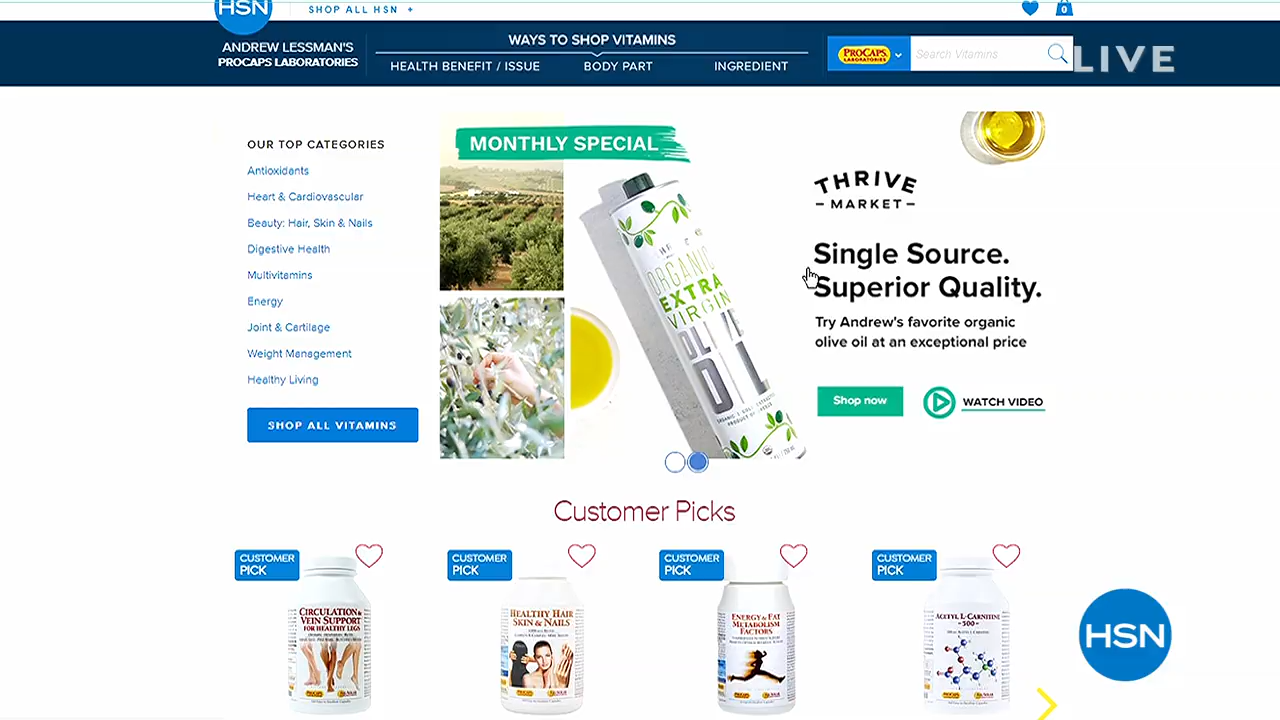 HSN
SHOP ALL HSN +
0
ANDREW LESSMAN'S
PROCAPS LABORATORIES
WAYS TO SHOP VITAMINS
HEALTH BENEFIT / ISSUE
BODY PART
INGREDIENT
PROCAPS
LABORATORIES
Search Vitamins
LIVE
OUR TOP CATEGORIES
Antioxidants
Heart & Cardiovascular
Beauty: Hair, Skin & Nails
Digestive Health
Multivitamins
Energy
Joint & Cartilage
Weight Management
Healthy Living
SHOP ALL VITAMINS
MONTHLY SPECIAL
ORGANIC
EXTRA
VIRGIN
THRIVE
- MARKET -
Single Source.
Superior Quality.
Try Andrew's favorite organic
olive oil at an exceptional price
Shop now
WATCH VIDEO
Customer Picks
CUSTOMER
PICK
CIRCULATION &
VEIN SUPPORT
FOR HEALTHY LEGS
PROCAPS
CUSTOMER
PICK
HEALTHY HAIR
SKIN & NAILS
PROCAPS
CUSTOMER
PICK
ENERGY & FAT
METABOLISM
FACTORS
PROCAPS
CUSTOMER
PICK
ACETYL L-CARNITINE
-500-
PROCAPS
HSN